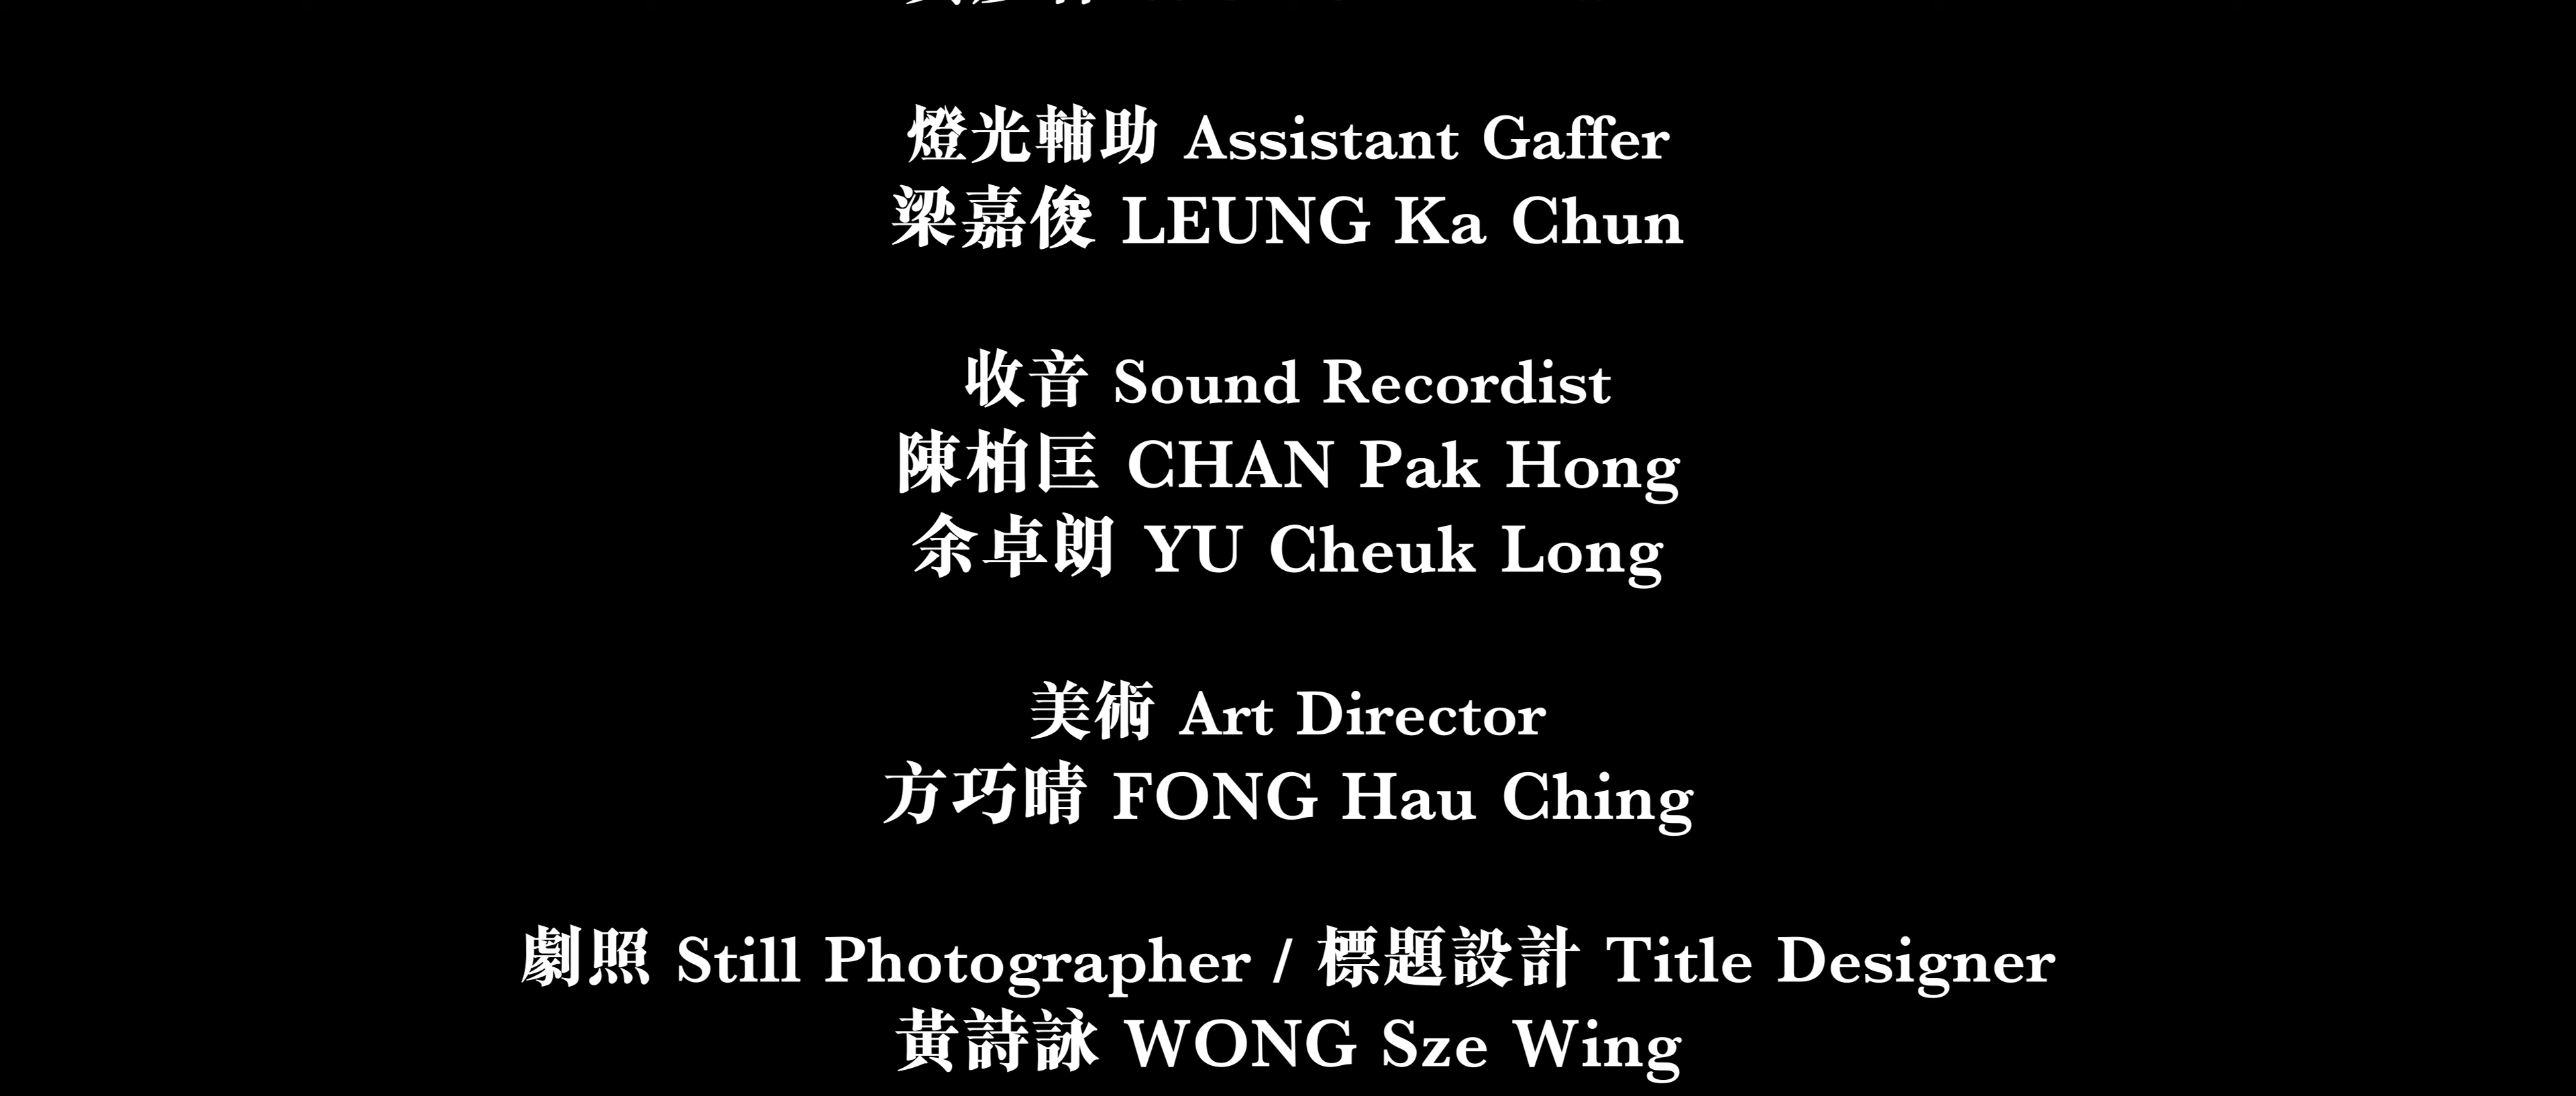 燈光輔助 Assistant Gaffer
梁嘉俊 LEUNG Ka Chun
收音 Sound Recordist
陳柏匡 CHAN Pak Hong
余卓朗 YU Cheuk Long
美術 Art Director
方巧晴 FONG Hau Ching
劇照 Still Photographer / 標題設計 Title Designer
黃詩詠 WONG Sze Wing